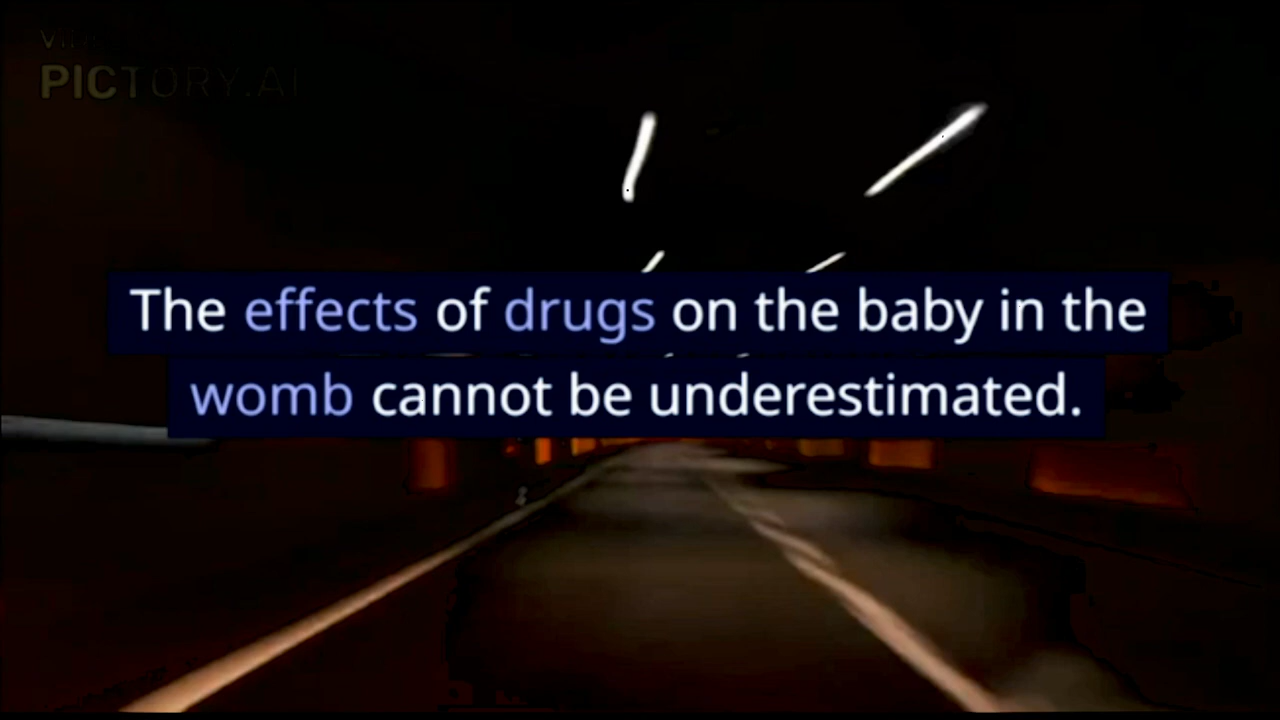 PICTORY.AI
The effects of drugs on the baby in the
womb cannot be underestimated.